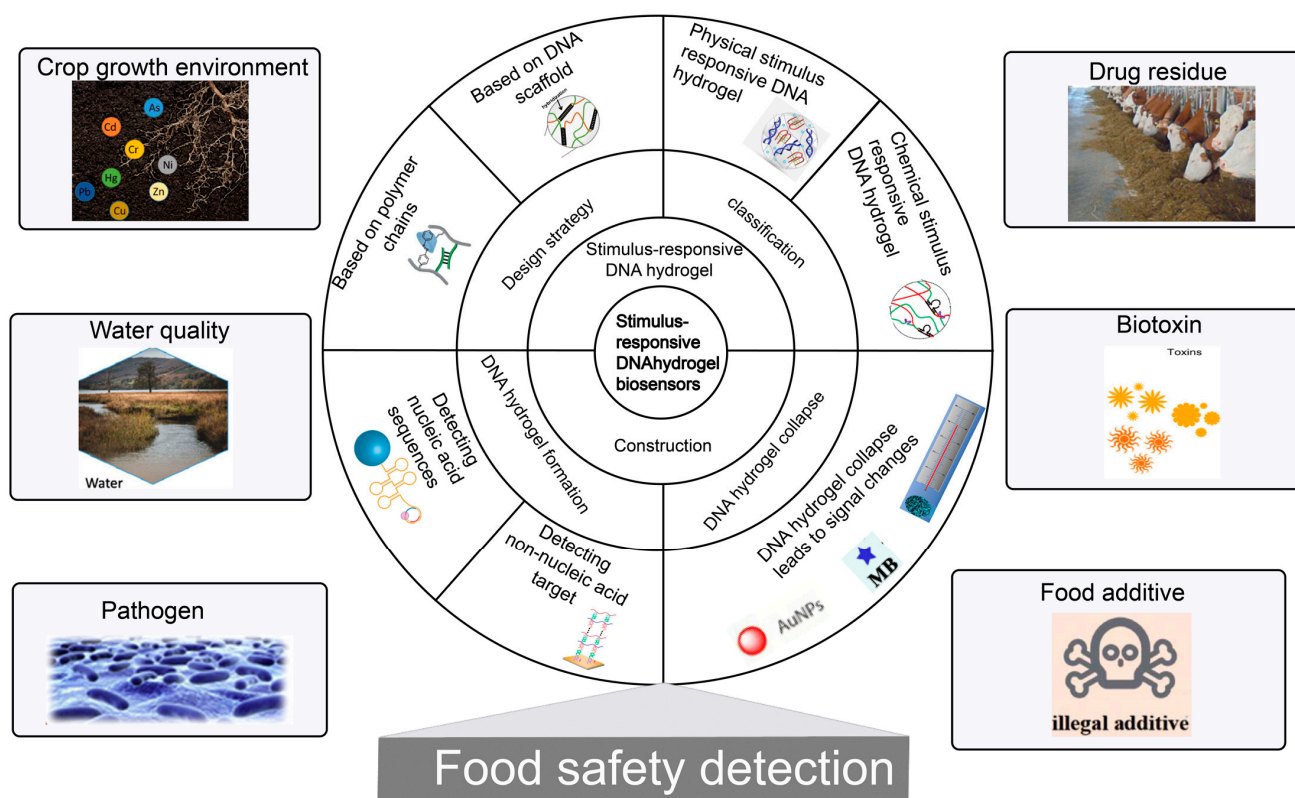 Crop growth environment
As
Cd
Cr
Ni
Hg
Pb
Zn
Cu
Water quality
Water
Pathogen
Based on DNA
scaffold
hybridization
Physical stimulus
responsive DNA
hydrogel
Based on polymer
chains
Chemical stimulus
responsive
DNA hydrogel
Design strategy
classification
Stimulus-responsive
DNA hydrogel
Stimulus-
responsive
DNAhydrogel
biosensors
Construction
DNA hydrogel formation
DNA hydrogel collapse
Detecting
nucleic acid
sequences
Detecting
non-nucleic acid
target
DNA hydrogel collapse
leads to signal changes
MB
AuNPs
Drug residue
Biotoxin
Toxins
Food additive
illegal additive
Food safety detection